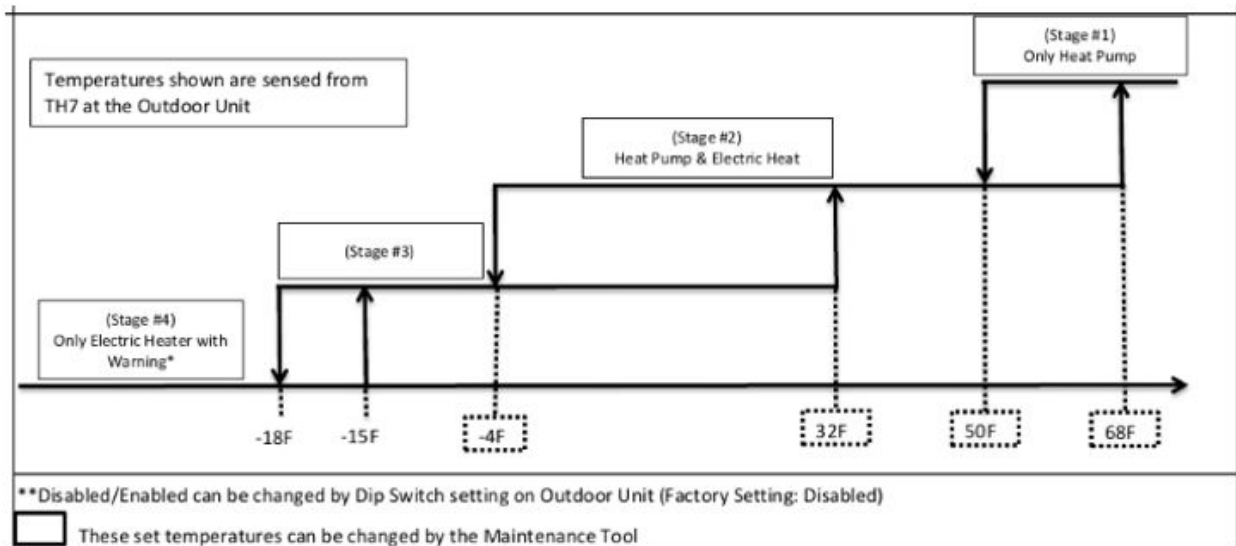 (Stage #1)
Only Heat Pump
Temperatures shown are sensed from
TH7 at the Outdoor Unit
(Stage #2)
Heat Pump & Electric Heat
(Stage #3)
(Stage #4)
Only Electric Heater with
Warning*
-18F -15F -4F 32F 50F 68F
**Disabled/Enabled can be changed by Dip Switch setting on Outdoor Unit (Factory Setting: Disabled)
These set temperatures can be changed by the Maintenance Tool